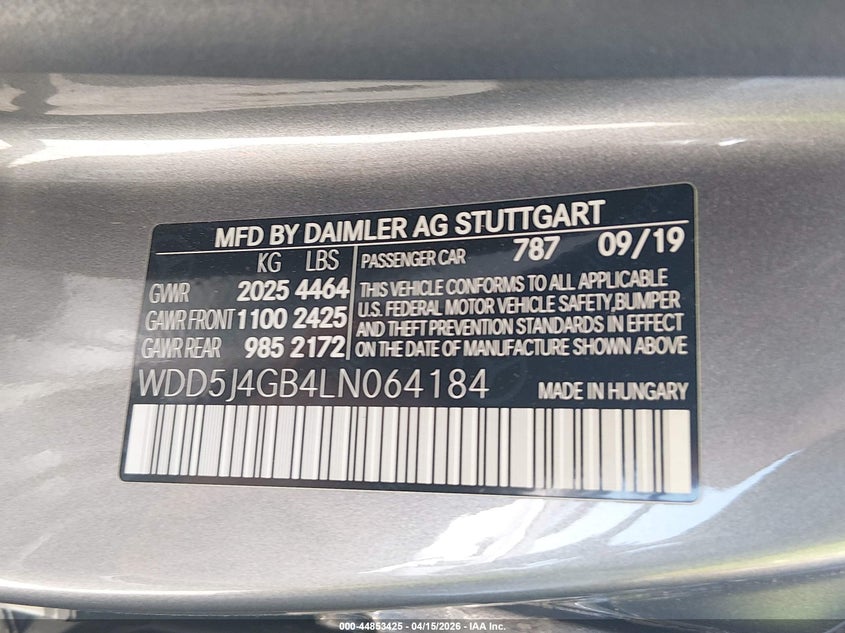 MFD BY DAIMLER AG STUTTGART
KG LBS
GVWR 2025 4464
GAWR FRONT 1100 2425
GAWR REAR 985 2172
PASSENGER CAR 787 09/19
THIS VEHICLE CONFORMS TO ALL APPLICABLE
U.S. FEDERAL MOTOR VEHICLE SAFETY,BUMPER
AND THEFT PREVENTION STANDARDS IN EFFECT
ON THE DATE OF MANUFACTURE SHOWN ABOVE
WDD5J4GB4LN064184 MADE IN HUNGARY
000-44853425 - 04/15/2026 - IAA Inc.